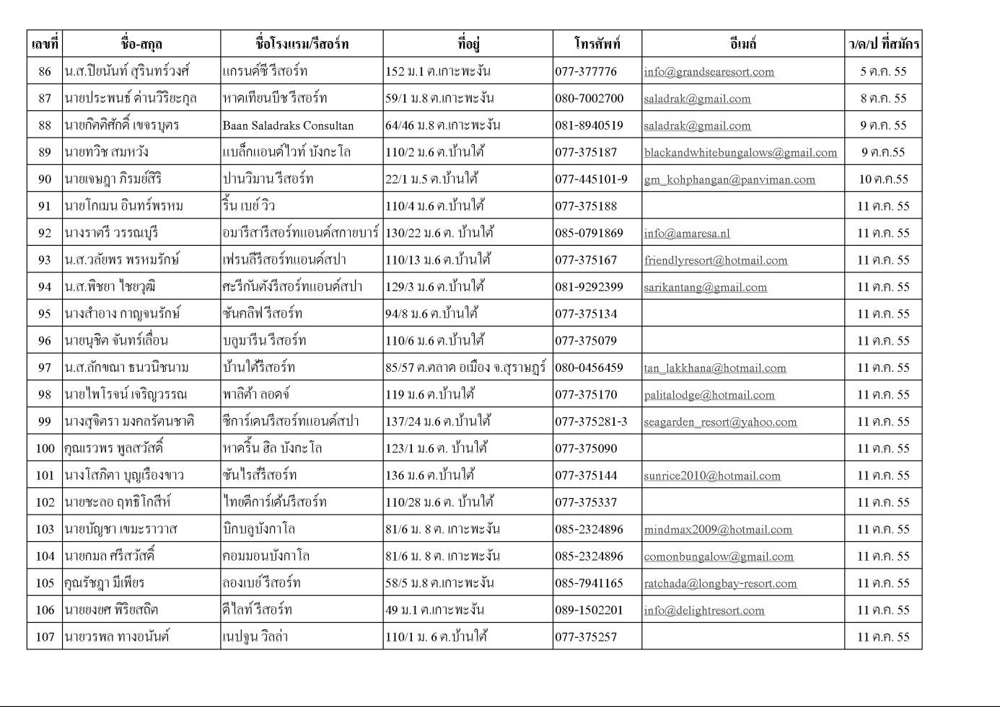 เลขที่ ชื่อ-สกุล ชื่อโรงแรม/รีสอร์ท ที่อยู่ โทรศัพท์ อีเมล์ ว/ด/ป ที่สมัคร
86 น.ส.ปิยนันท์ สุรินทร์วงศ์ แกรนด์ซี รีสอร์ท 152 ม.1 ต.เกาะพะงัน 077-377776 info@grandsearesort.com 5 ต.ค. 55
87 นายประพนธ์ ด่านวิริยะกุล หาดเทียนบีช รีสอร์ท 59/1 ม.8 ต.เกาะพะงัน 080-7002700 saladrak@gmail.com 8 ต.ค. 55
88 นายกิตติศักดิ์ เขจรบุตร Baan Saladraks Consultan 64/46 ม.8 ต.เกาะพะงัน 081-8940519 saladrak@gmail.com 9 ต.ค. 55
89 นายทวิช สมหวัง แบล็กแอนด์ไวท์ บังกะโล 110/2 ม.6 ต.บ้านใต้ 077-375187 blackandwhitebungalows@gmail.com 9 ต.ค.55
90 นายเจษฎา ภิรมย์สิริ ปานวิมาน รีสอร์ท 22/1 ม.5 ต.บ้านใต้ 077-445101-9 gm_kohphangan@panviman.com 10 ต.ค.55
91 นายโกเมน อินทร์พรหม ริ้น เบย์ วิว 110/4 ม.6 ต.บ้านใต้ 077-375188 11 ต.ค. 55
92 นางราตรี วรรณบุรี อมารีสารีสอร์ทแอนด์สกายบาร์ 130/22 ม.6 ต. บ้านใต้ 085-0791869 info@amaresa.nl 11 ต.ค. 55
93 น.ส.วลัยพร พรหมรักษ์ เฟรนลีรีสอร์ทแอนด์สปา 110/13 ม.6 ต.บ้านใต้ 077-375167 friendlyresort@hotmail.com 11 ต.ค. 55
94 น.ส.พิชยา ไชยวุฒิ ศะรีกันตังรีสอร์ทแอนด์สปา 129/3 ม.6 ต.บ้านใต้ 081-9292399 sarikantang@gmail.com 11 ต.ค. 55
95 นางสำอาง กาญจนรักษ์ ซันคลิฟ รีสอร์ท 94/8 ม.6 ต.บ้านใต้ 077-375134 11 ต.ค. 55
96 นายนุชิต จันทร์เลื่อน บลูมารีน รีสอร์ท 110/6 ม.6 ต.บ้านใต้ 077-375079 11 ต.ค. 55
97 น.ส.ลักขณา ธนวนิชนาม บ้านใต้รีสอร์ท 85/57 ต.ตลาด อเมือง จ.สุราษฎร์ 080-0456459 tan_lakkhana@hotmail.com 11 ต.ค. 55
98 นายไพโรจน์ เจริญวรรณ พาลิต้า ลอดจ์ 119 ม.6 ต.บ้านใต้ 077-375170 palitalodge@hotmail.com 11 ต.ค. 55
99 นางสุจิตรา มงคลรัตนชาติ ซีการ์เดนรีสอร์ทแอนด์สปา 137/24 ม.6 ต.บ้านใต้ 077-375281-3 seagarden_resort@yahoo.com 11 ต.ค. 55
100 คุณรวพร พูลสวัสดิ์ หาดริ้น ฮิล บังกะโล 123/1 ม.6 ต. บ้านใต้ 077-375090 11 ต.ค. 55
101 นางโสภิตา บุญเรืองขาว ซันไรส์รีสอร์ท 136 ม.6 ต.บ้านใต้ 077-375144 sunrice2010@hotmail.com 11 ต.ค. 55
102 นายชะลอ ฤทธิโกสีห์ ไทยดีการ์เด้นรีสอร์ท 110/28 ม.6 ต. บ้านใต้ 077-375337 11 ต.ค. 55
103 นายบัญชา เขมะราวาส บิกบลูบังกาโล 81/6 ม. 8 ต. เกาะพะงัน 085-2324896 mindmax2009@hotmail.com 11 ต.ค. 55
104 นายกมล ศรีสวัสดิ์ คอมมอนบังกาโล 81/6 ม. 8 ต. เกาะพะงัน 085-2324896 comonbungalow@gmail.com 11 ต.ค. 55
105 คุณรัชฎา มีเพียร ลองเบย์ รีสอร์ท 58/5 ม.8 ต.เกาะพะงัน 085-7941165 ratchada@longbay-resort.com 11 ต.ค. 55
106 นายยงยศ พิริยสถิต ดีไลท์ รีสอร์ท 49 ม.1 ต.เกาะพะงัน 089-1502201 info@delightresort.com 11 ต.ค. 55
107 นายวรพล ทางอนันต์ เนปจูน วิลล่า 110/1 ม. 6 ต.บ้านใต้ 077-375257 11 ต.ค. 55